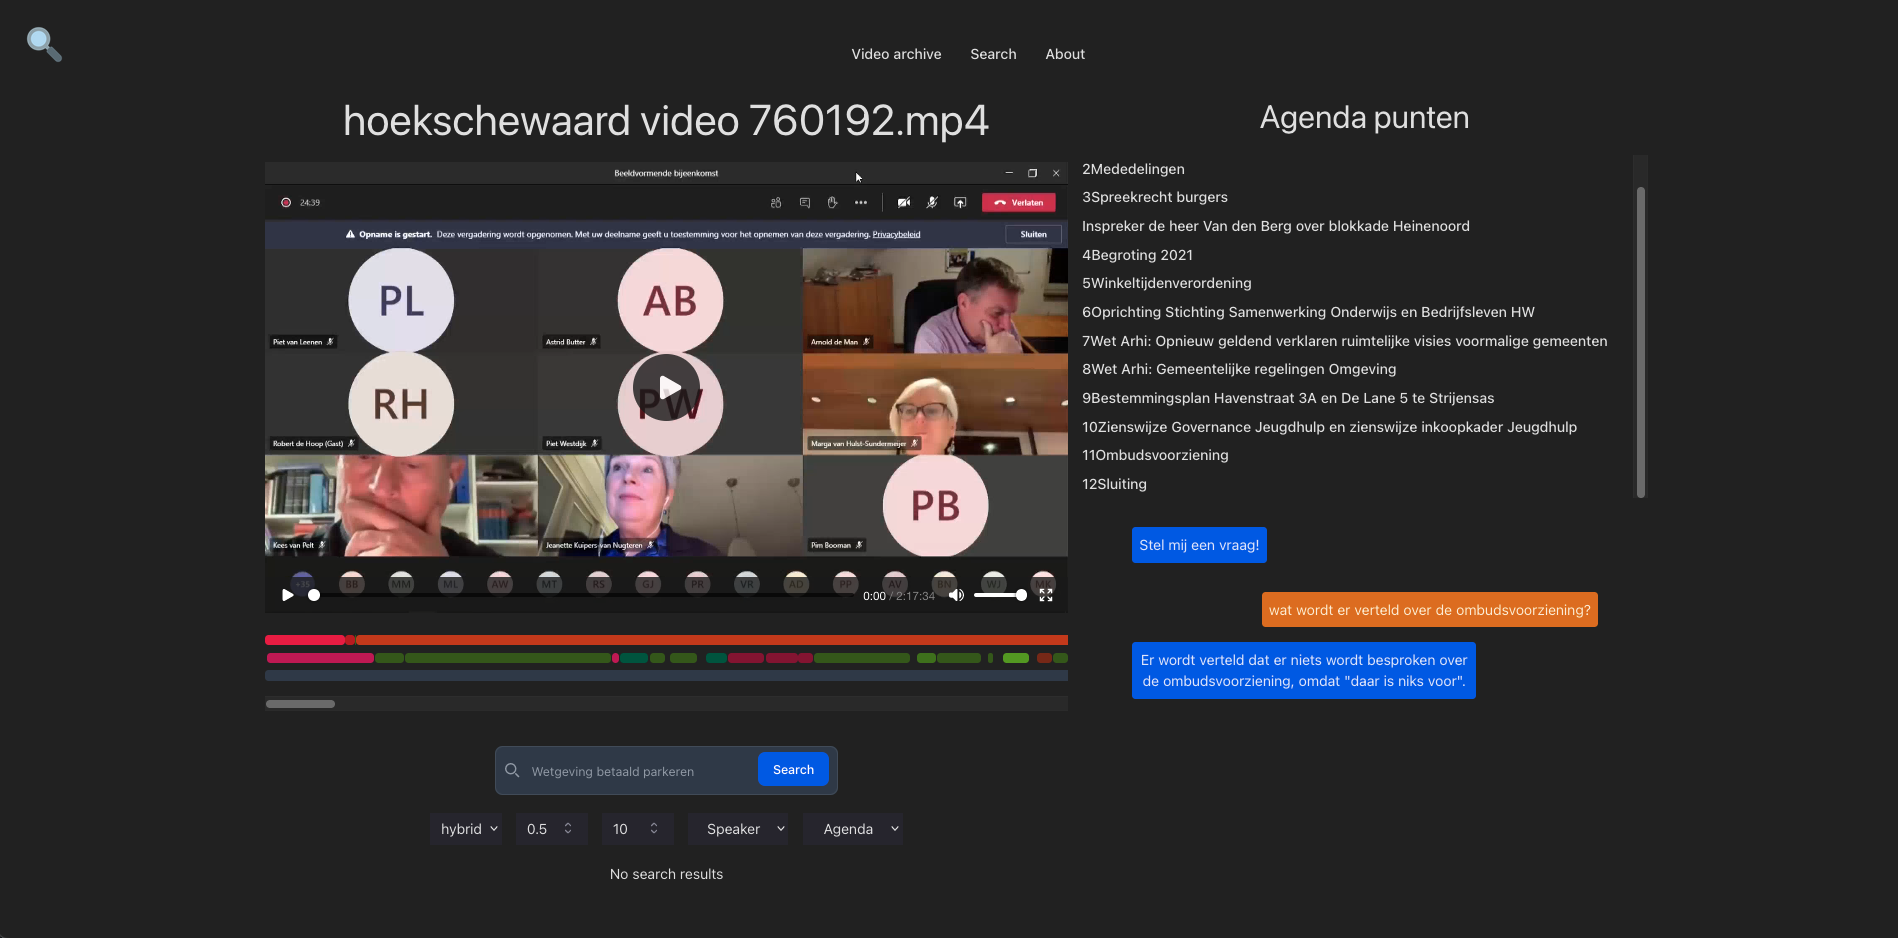 Video archive Search About
hoekschewaard video 760192.mp4
Beeldvormende bijeenkomst
24:39
Verlaten
Opname is gestart. Deze vergadering wordt opgenomen. Met uw deelname geeft u toestemming voor het opnemen van deze vergadering. Privacybeleid
Sluiten
PL
AB
Piet van Leenen
Astrid Butter
Arnold de Man
RH
PW
Robert de Hoop (Gast)
Piet Westdijk
Marga van Hulst-Sundermeijer
PB
Kees van Pelt
Jeanette Kuipers-van Nugteren
Pim Booman
BB MM ML AW MT RS GJ PR VR AD PP AV BN WJ MK
0:00 / 2:17:34
Agenda punten
2Mededelingen
3Spreekrecht burgers
Inspreker de heer Van den Berg over blokkade Heinenoord
4Begroting 2021
5Winkeltijdenverordening
6Oprichting Stichting Samenwerking Onderwijs en Bedrijfsleven HW
7Wet Arhi: Opnieuw geldend verklaren ruimtelijke visies voormalige gemeenten
8Wet Arhi: Gemeentelijke regelingen Omgeving
9Bestemmingsplan Havenstraat 3A en De Lane 5 te Strijensas
10Zienswijze Governance Jeugdhulp en zienswijze inkoopkader Jeugdhulp
11Ombudsvoorziening
12Sluiting
Stel mij een vraag!
wat wordt er verteld over de ombudsvoorziening?
Er wordt verteld dat er niets wordt besproken over
de ombudsvoorziening, omdat "daar is niks voor".
Wetgeving betaald parkeren
Search
hybrid 0.5 10 Speaker Agenda
No search results